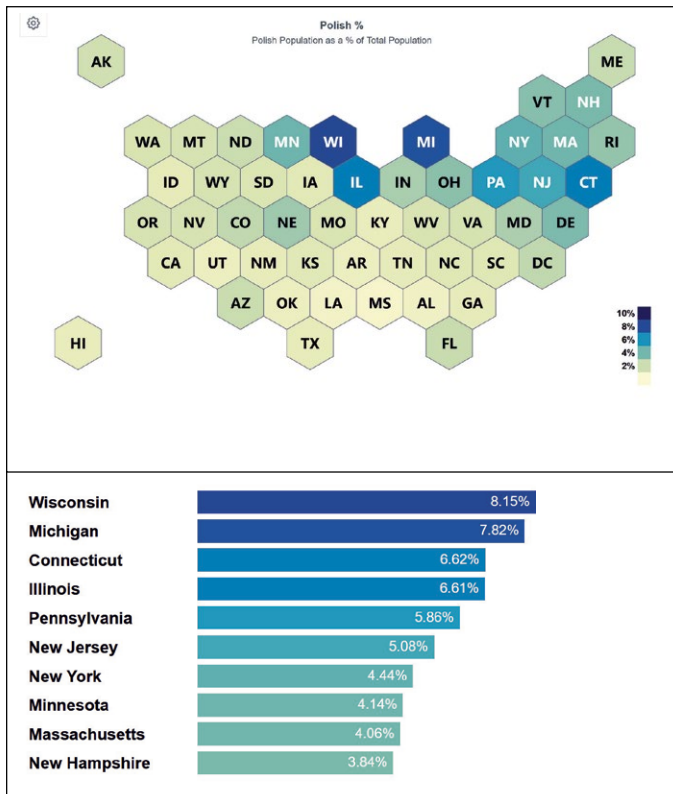 Polish %
Polish Population as a % of Total Population
AK
ME
VT NH
WA MT ND MN WI MI NY MA RI
ID WY SD IA IL IN OH PA NJ CT
OR NV CO NE MO KY WV VA MD DE
CA UT NM KS AR TN NC SC DC
AZ OK LA MS AL GA
HI TX FL
10%
8%
6%
4%
2%
Wisconsin 8.15%
Michigan 7.82%
Connecticut 6.62%
Illinois 6.61%
Pennsylvania 5.86%
New Jersey 5.08%
New York 4.44%
Minnesota 4.14%
Massachusetts 4.06%
New Hampshire 3.84%